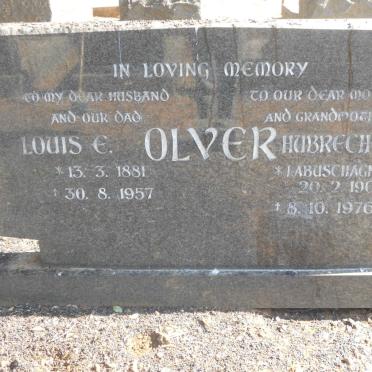 IN LOVING MEMORY
TO MY DEAR HUSBAND
AND OUR DAD
LOUIS E.
* 13. 3. 1881
† 30. 8. 1957
OLVER
TO OUR DEAR MO
AND GRANDMOTH
HUBRECH
* LABUSCHAGN
20. 2. 190
† 8. 10. 1976